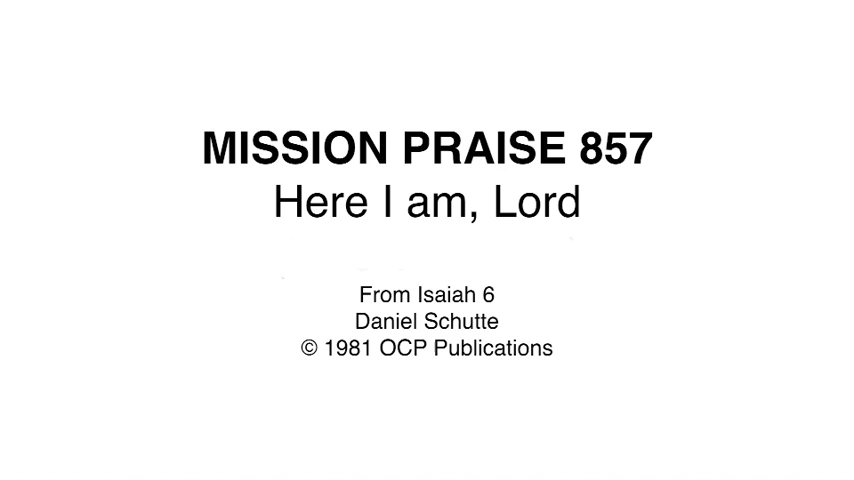 MISSION PRAISE 857
Here I am, Lord
From Isaiah 6
Daniel Schutte
© 1981 OCP Publications